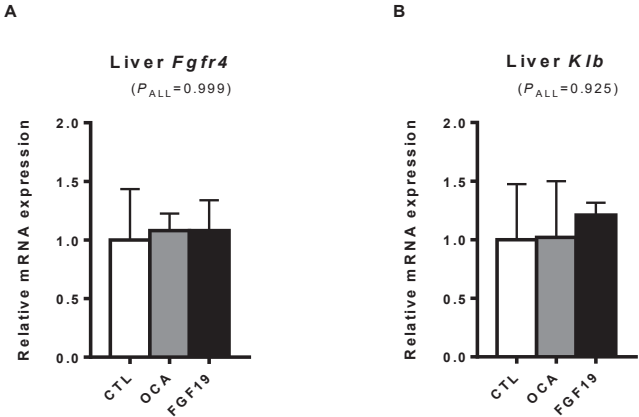 A
Liver Fgfr4
(PALL=0.999)
Relative mRNA expression
2.0
1.5
1.0
0.5
0.0
CTL
OCA
FGF19
B
Liver Klb
(PALL=0.925)
Relative mRNA expression
2.0
1.5
1.0
0.5
0.0
CTL
OCA
FGF19